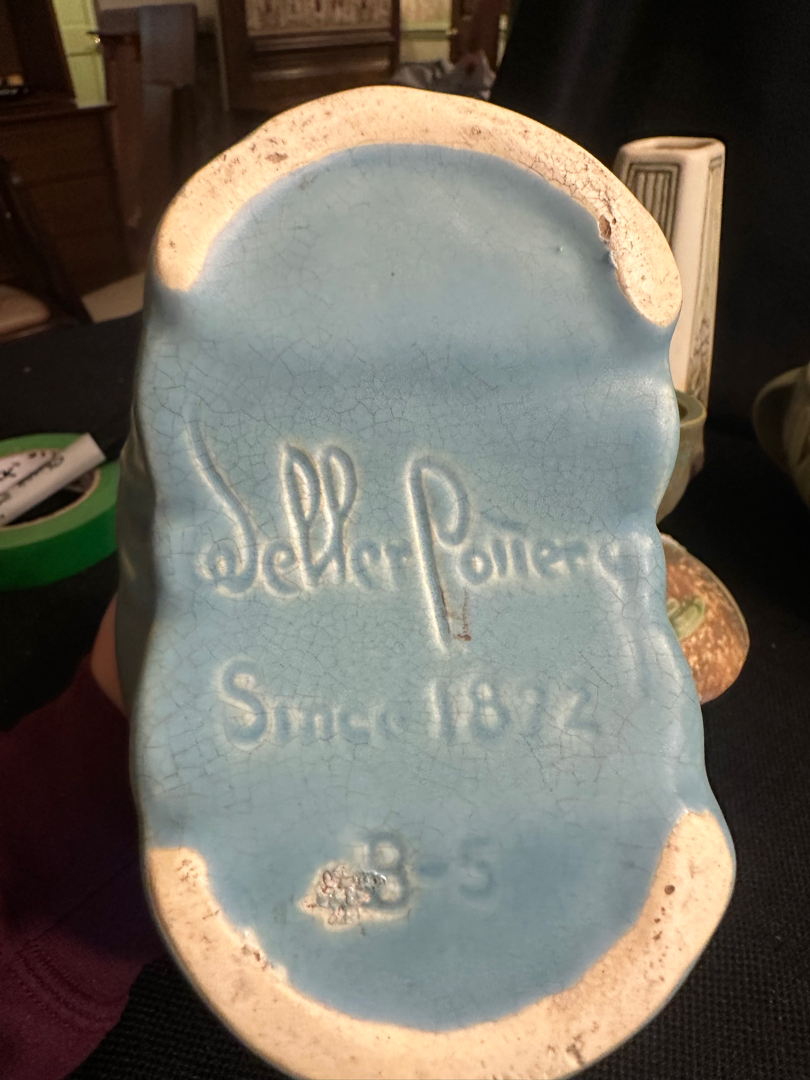 Weller Pottery
Since 1872
B-5